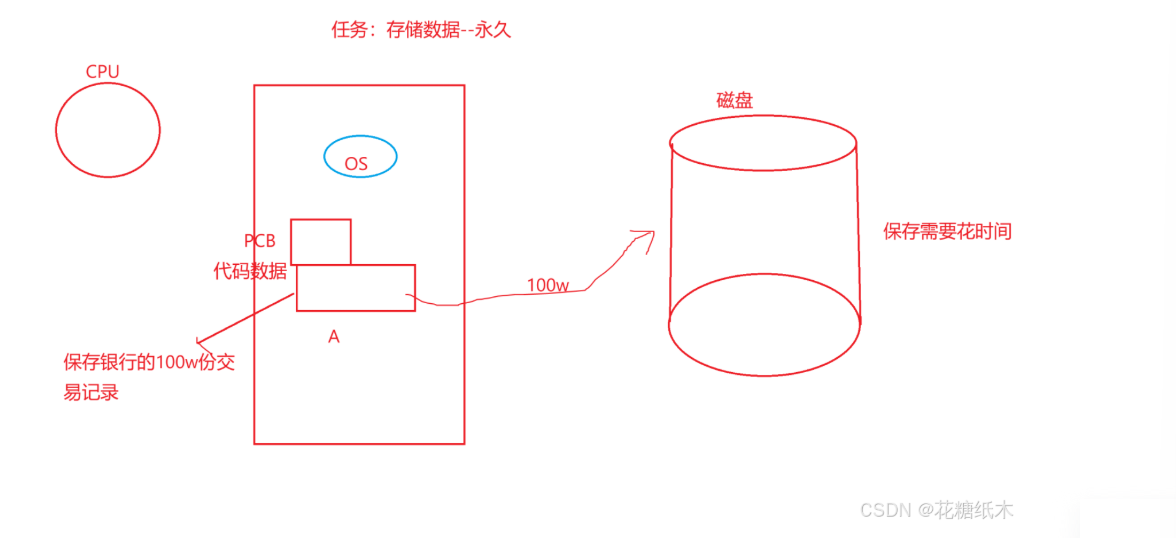 任务：存储数据--永久
CPU
磁盘
OS
PCB
代码数据
保存需要花时间
100w
A
保存银行的100w份交
易记录
CSDN @花糖纸木